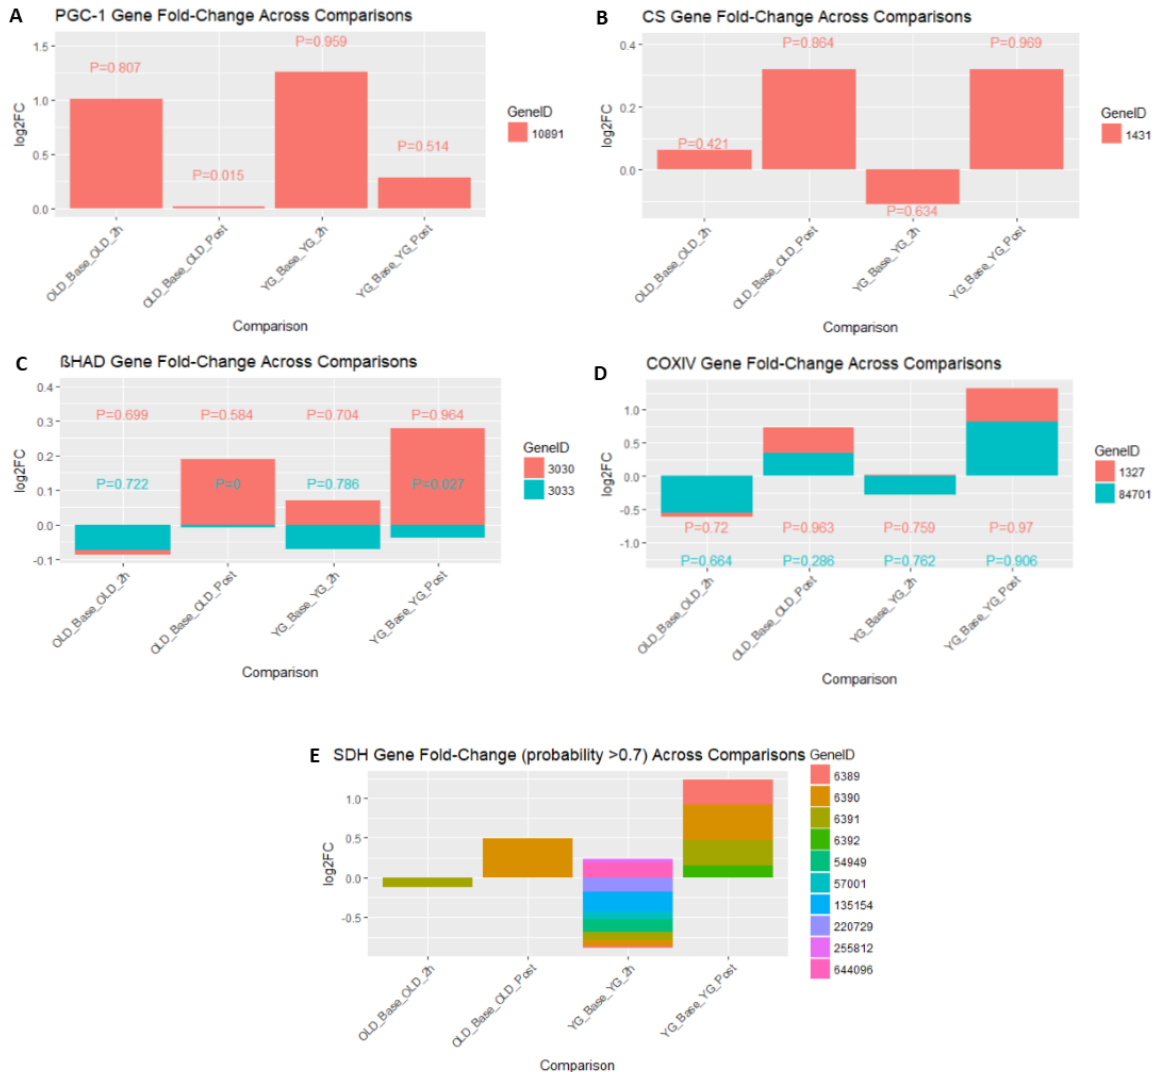 A
PGC-1 Gene Fold-Change Across Comparisons
1.5
1.0
0.5
0.0
log2FC
P=0.807
P=0.015
P=0.959
P=0.514
OLD_Base_OLD_2h
OLD_Base_OLD_Post
YG_Base_YG_2h
YG_Base_YG_Post
Comparison
GeneID
10891
B
CS Gene Fold-Change Across Comparisons
0.4
0.2
0.0
log2FC
P=0.421
P=0.864
P=0.634
P=0.969
OLD_Base_OLD_2h
OLD_Base_OLD_Post
YG_Base_YG_2h
YG_Base_YG_Post
Comparison
GeneID
1431
C
ßHAD Gene Fold-Change Across Comparisons
0.4
0.3
0.2
0.1
0.0
-0.1
log2FC
P=0.699
P=0.584
P=0.704
P=0.964
P=0.722
P=0
P=0.786
P=0.027
OLD_Base_OLD_2h
OLD_Base_OLD_Post
YG_Base_YG_2h
YG_Base_YG_Post
Comparison
GeneID
3030
3033
D
COXIV Gene Fold-Change Across Comparisons
1.0
0.5
0.0
-0.5
-1.0
log2FC
P=0.72
P=0.963
P=0.759
P=0.97
P=0.664
P=0.286
P=0.762
P=0.906
OLD_Base_OLD_2h
OLD_Base_OLD_Post
YG_Base_YG_2h
YG_Base_YG_Post
Comparison
GeneID
1327
84701
E
SDH Gene Fold-Change (probability >0.7) Across Comparisons
1.0
0.5
0.0
-0.5
log2FC
OLD_Base_OLD_2h
OLD_Base_OLD_Post
YG_Base_YG_2h
YG_Base_YG_Post
Comparison
GeneID
6389
6390
6391
6392
54949
57001
135154
220729
255812
644096